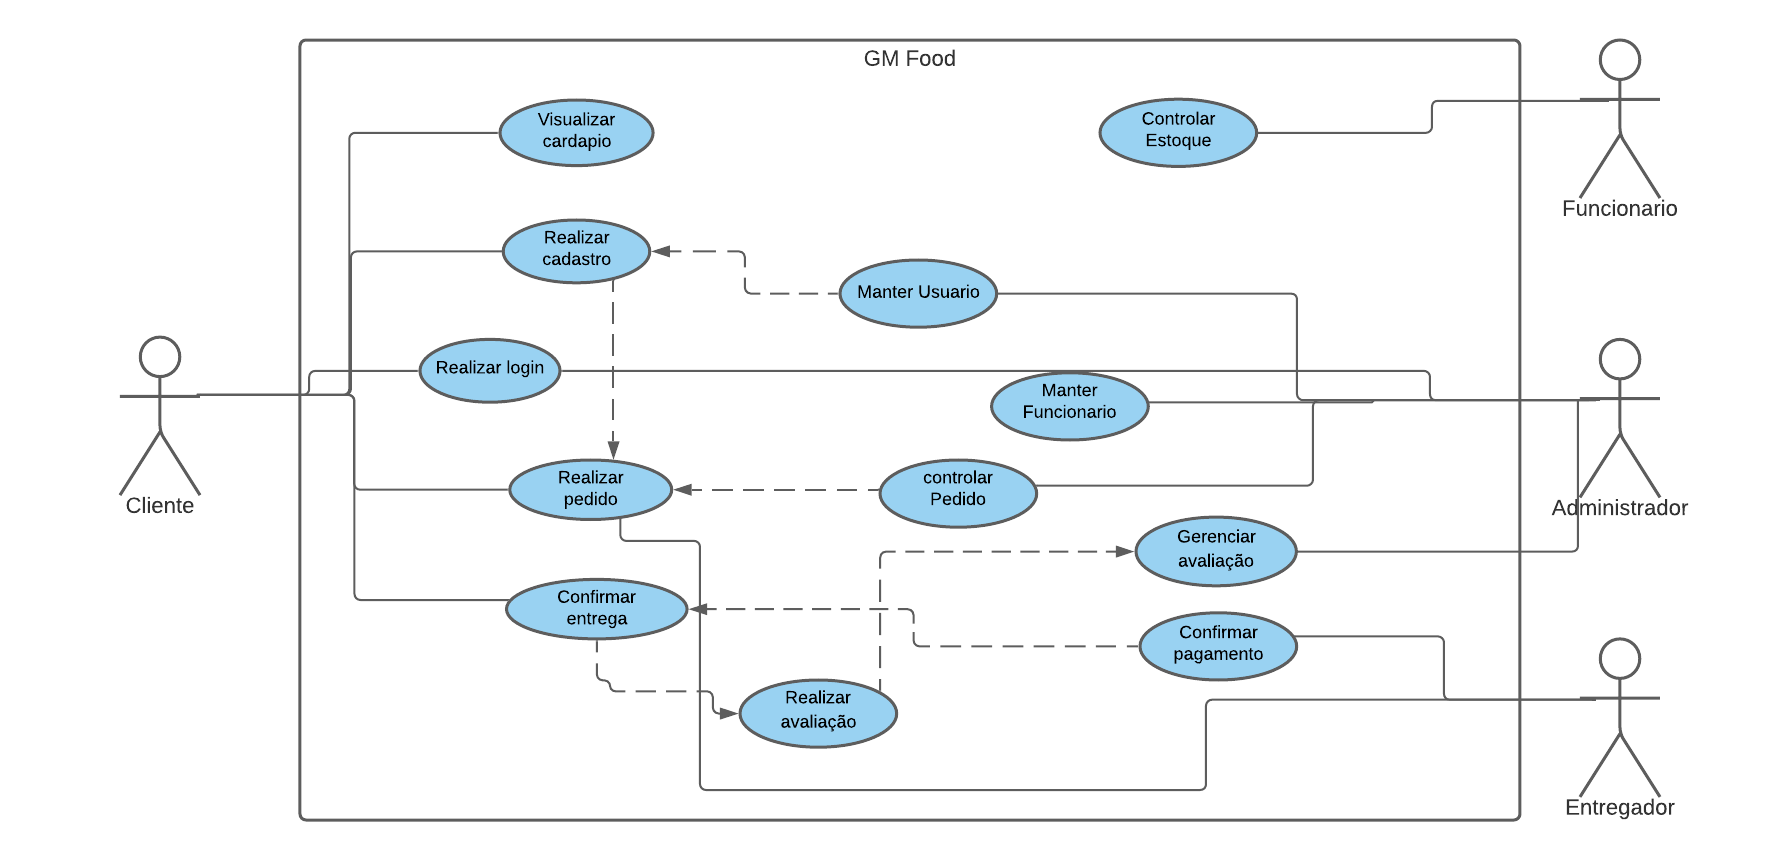 GM Food
Visualizar
cardapio
Controlar
Estoque
Funcionario
Realizar
cadastro
Manter Usuario
Realizar login
Manter
Funcionario
Cliente
Realizar
pedido
controlar
Pedido
Administrador
Gerenciar
avaliação
Confirmar
entrega
Confirmar
pagamento
Realizar
avaliação
Entregador